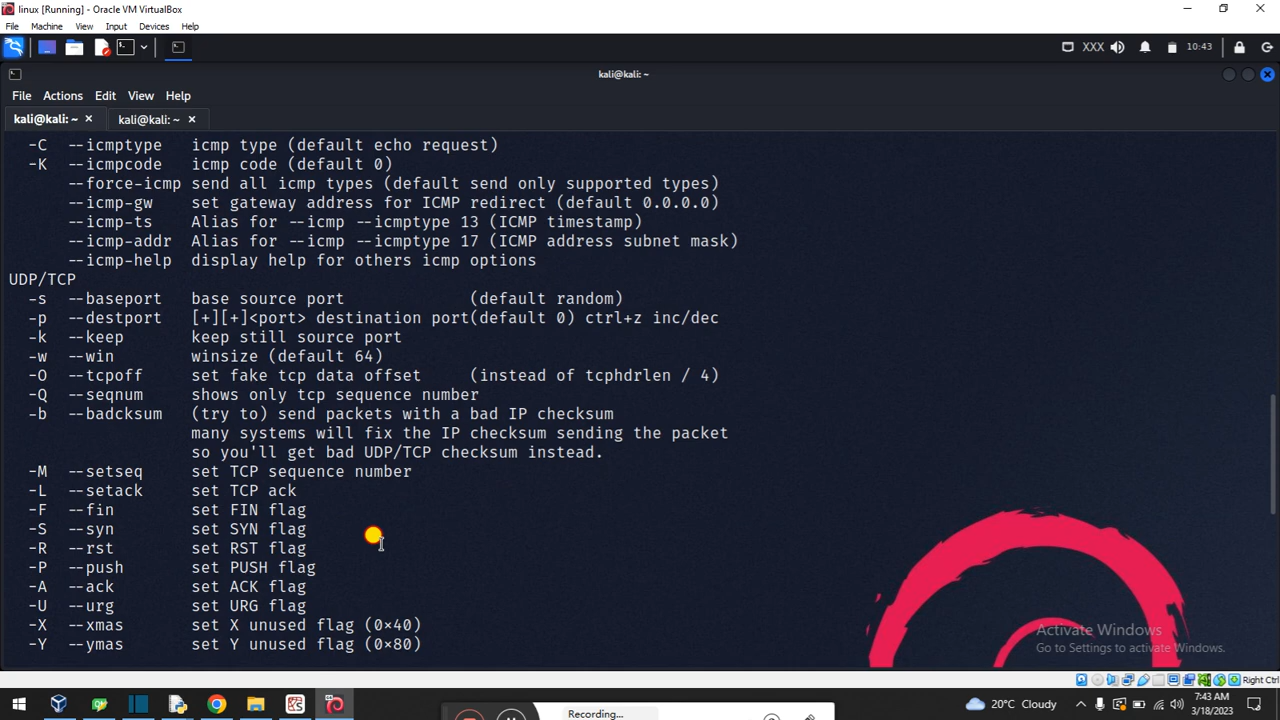 linux [Running] - Oracle VM VirtualBox
File Machine View Input Devices Help
XXX 10:43
kali@kali: ~
File Actions Edit View Help
kali@kali: ~ × kali@kali: ~ ×
-C --icmptype icmp type (default echo request)
-K --icmpcode icmp code (default 0)
--force-icmp send all icmp types (default send only supported types)
--icmp-gw set gateway address for ICMP redirect (default 0.0.0.0)
--icmp-ts Alias for --icmp --icmptype 13 (ICMP timestamp)
--icmp-addr Alias for --icmp --icmptype 17 (ICMP address subnet mask)
--icmp-help display help for others icmp options
UDP/TCP
-s --baseport base source port (default random)
-p --destport [+][+]<port> destination port(default 0) ctrl+z inc/dec
-k --keep keep still source port
-w --win winsize (default 64)
-O --tcpoff set fake tcp data offset (instead of tcphdrlen / 4)
-Q --seqnum shows only tcp sequence number
-b --badcksum (try to) send packets with a bad IP checksum
many systems will fix the IP checksum sending the packet
so you'll get bad UDP/TCP checksum instead.
-M --setseq set TCP sequence number
-L --setack set TCP ack
-F --fin set FIN flag
-S --syn set SYN flag
-R --rst set RST flag
-P --push set PUSH flag
-A --ack set ACK flag
-U --urg set URG flag
-X --xmas set X unused flag (0×40)
-Y --ymas set Y unused flag (0×80)
Activate Windows
Go to Settings to activate Windows.
Right Ctrl
Recording...
20°C Cloudy
7:43 AM
3/18/2023